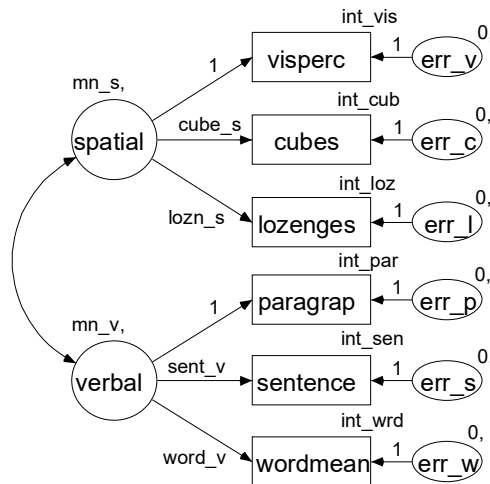 int_vis
0,
1
visperc
1
err_v
mn_s,
int_cub
0,
spatial
cube_s
cubes
1
err_c
int_loz
0,
lozn_s
lozenges
1
err_l
int_par
0,
1
paragrap
1
err_p
mn_v,
int_sen
0
verbal
sent_v
sentence
1
err_s
int_wrd
0,
word_v
wordmean
1
err_w